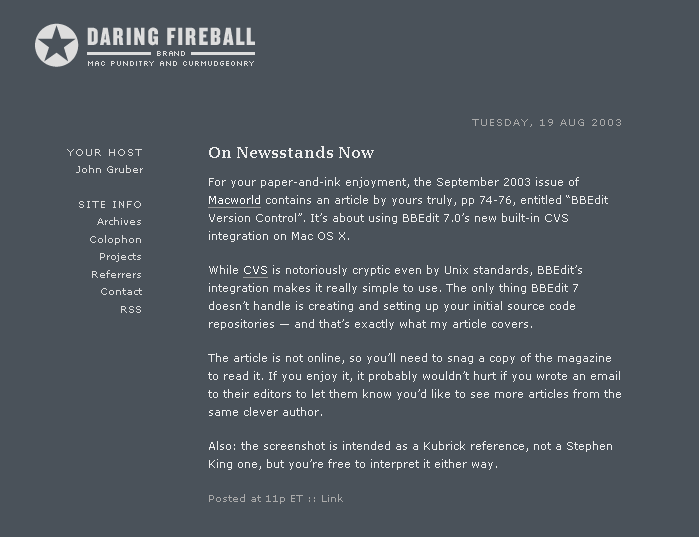 DARING FIREBALL
BRAND
MAC PUNDITRY AND CURMUDGEONRY
TUESDAY, 19 AUG 2003
YOUR HOST
John Gruber
SITE INFO
Archives
Colophon
Projects
Referrers
Contact
RSS
On Newsstands Now
For your paper-and-ink enjoyment, the September 2003 issue of
Macworld contains an article by yours truly, pp 74-76, entitled “BBEdit
Version Control”. It’s about using BBEdit 7.0’s new built-in CVS
integration on Mac OS X.
While CVS is notoriously cryptic even by Unix standards, BBEdit’s
integration makes it really simple to use. The only thing BBEdit 7
doesn’t handle is creating and setting up your initial source code
repositories — and that’s exactly what my article covers.
The article is not online, so you’ll need to snag a copy of the magazine
to read it. If you enjoy it, it probably wouldn’t hurt if you wrote an email
to their editors to let them know you’d like to see more articles from the
same clever author.
Also: the screenshot is intended as a Kubrick reference, not a Stephen
King one, but you’re free to interpret it either way.
Posted at 11p ET :: Link